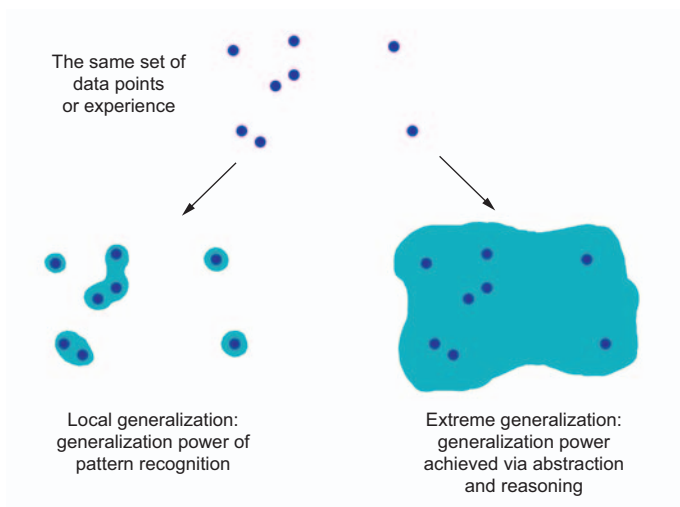 The same set of
data points
or experience
Local generalization:
generalization power of
pattern recognition
Extreme generalization:
generalization power
achieved via abstraction
and reasoning